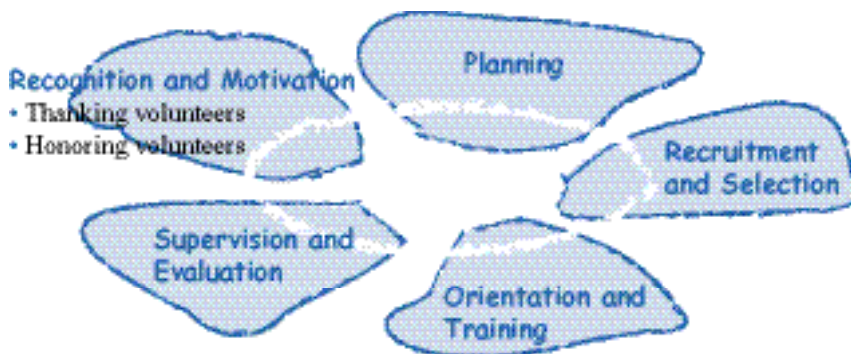 Planning
Recognition and Motivation
• Thanking volunteers
• Honoring volunteers
Recruitment
and Selection
Supervision and
Evaluation
Orientation and
Training